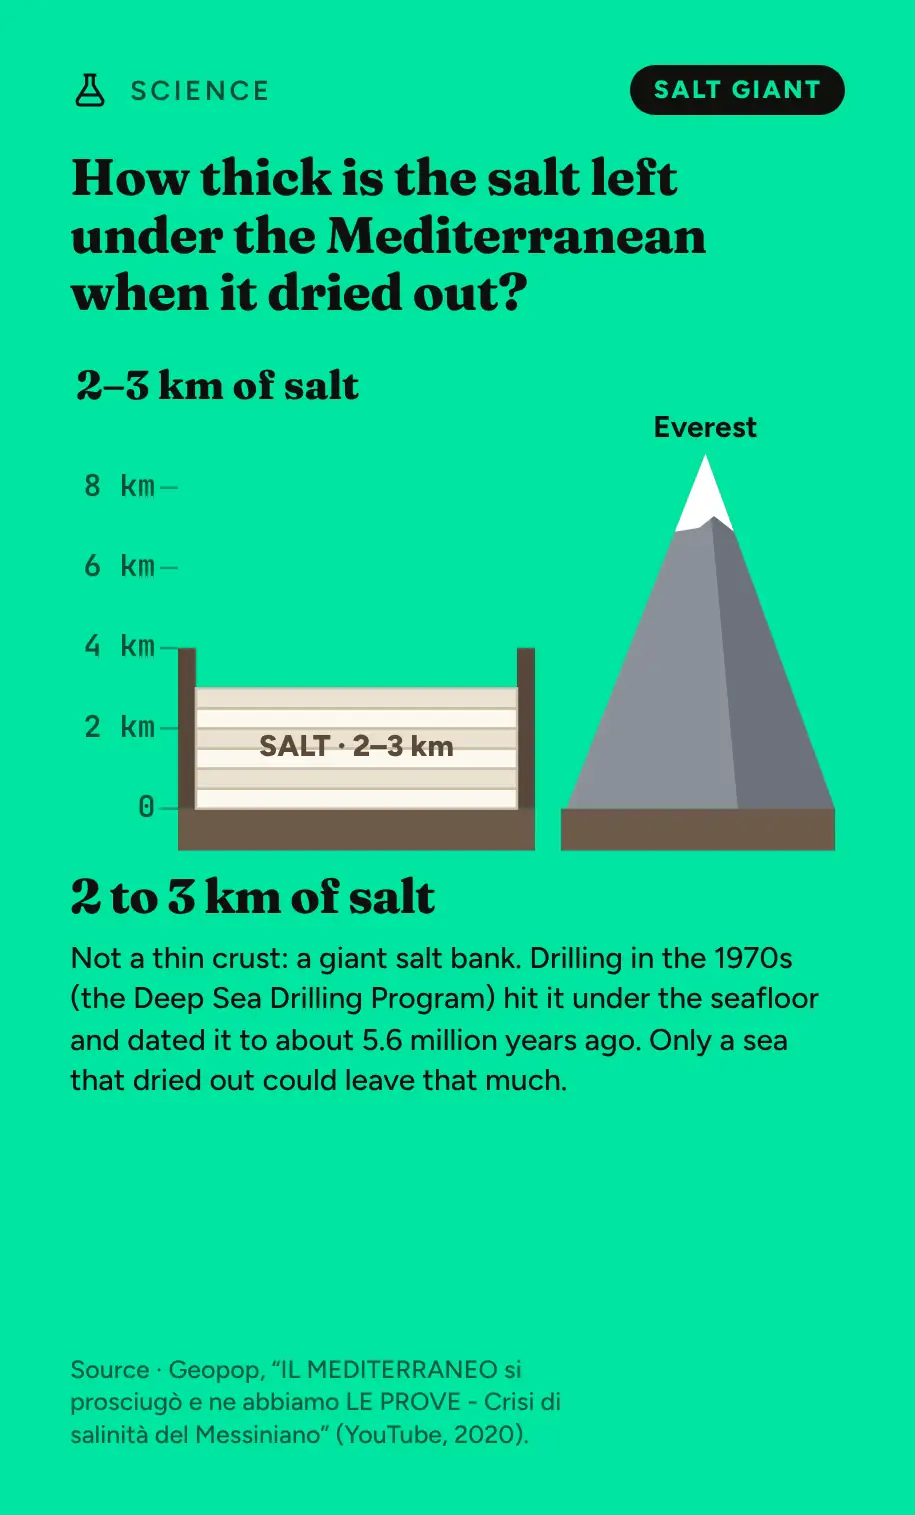 SCIENCE
SALT GIANT
How thick is the salt left
under the Mediterranean
when it dried out?
2–3 km of salt
Everest
8 km
6 km
4 km
2 km
SALT · 2–3 km
0
2 to 3 km of salt
Not a thin crust: a giant salt bank. Drilling in the 1970s
(the Deep Sea Drilling Program) hit it under the seafloor
and dated it to about 5.6 million years ago. Only a sea
that dried out could leave that much.
Source · Geopop, “IL MEDITERRANEO si
prosciugò e ne abbiamo LE PROVE - Crisi di
salinità del Messiniano” (YouTube, 2020).